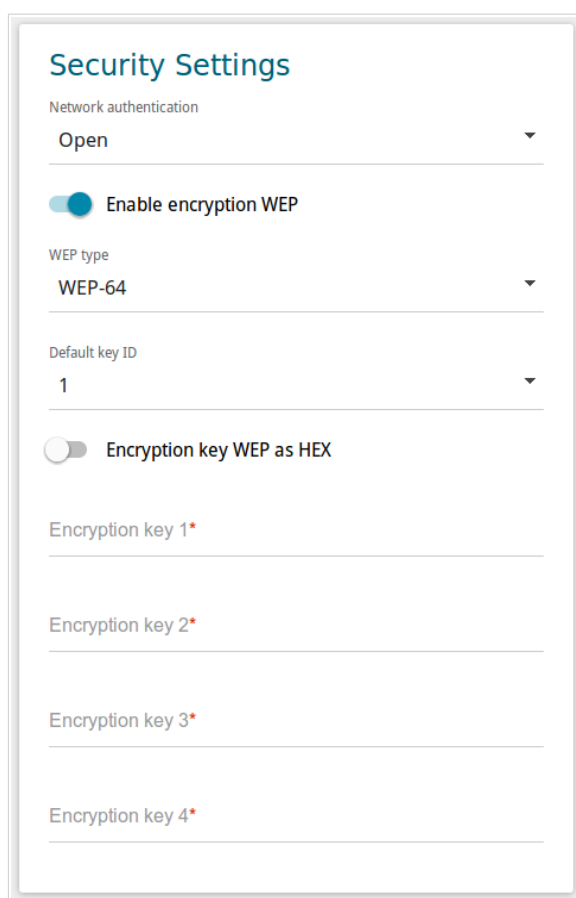 Security Settings
Network authentication
Open
Enable encryption WEP
WEP type
WEP-64
Default key ID
1
Encryption key WEP as HEX
Encryption key 1*
Encryption key 2*
Encryption key 3*
Encryption key 4*